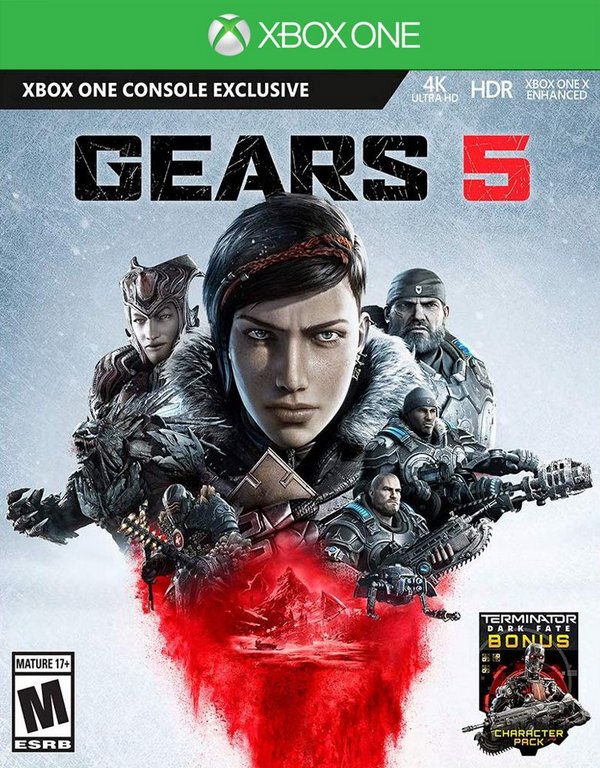 XBOX ONE
XBOX ONE CONSOLE EXCLUSIVE
4K
ULTRA HD
HDR
XBOX ONE X
ENHANCED
GEARS 5
TERMINATOR
DARK FATE
BONUS
CHARACTER
PACK
MATURE 17+
M
ESRB